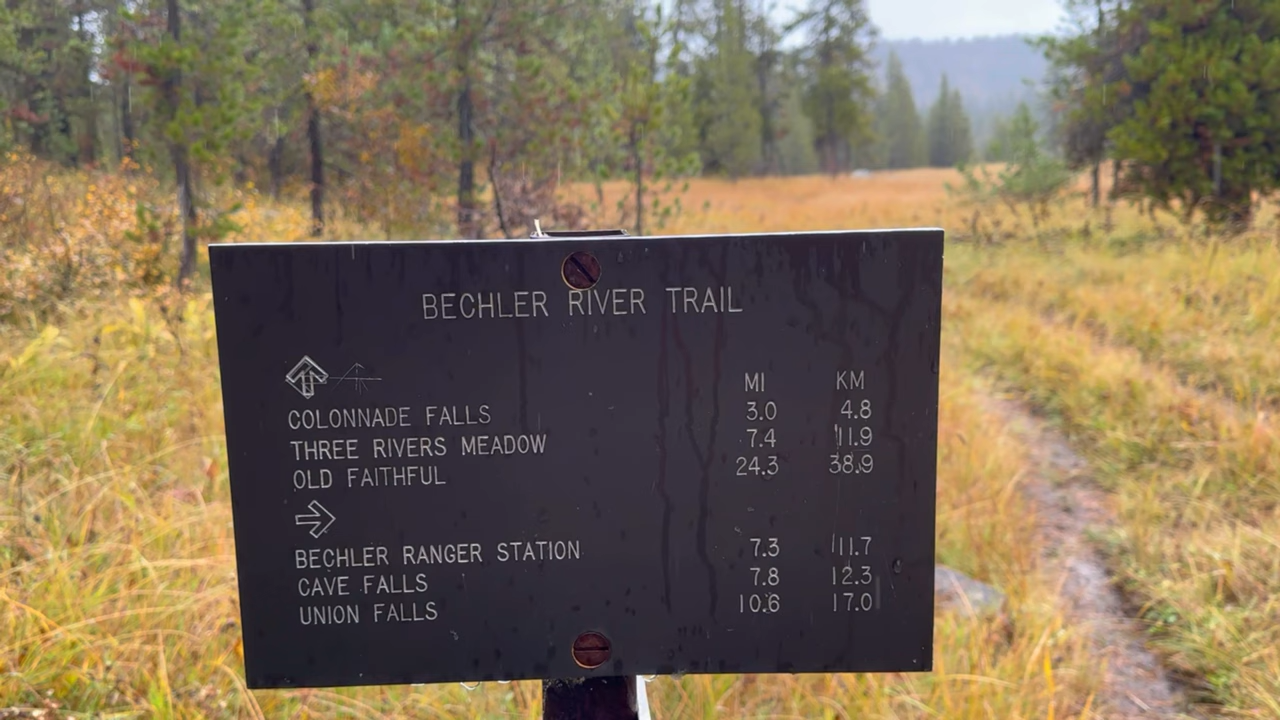 BECHLER RIVER TRAIL
MI KM
COLONNADE FALLS 3.0 4.8
THREE RIVERS MEADOW 7.4 11.9
OLD FAITHFUL 24.3 38.9
BECHLER RANGER STATION 7.3 11.7
CAVE FALLS 7.8 12.3
UNION FALLS 10.6 17.0